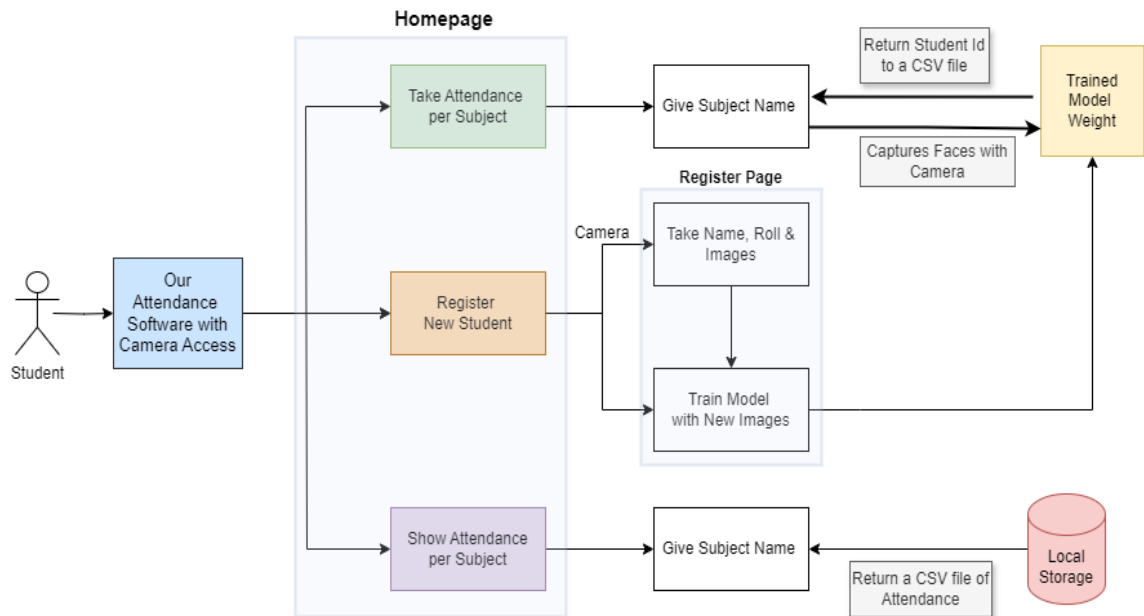 Homepage
Return Student Id
to a CSV file
Take Attendance
per Subject
Give Subject Name
Trained
Model
Weight
Captures Faces with
Camera
Register Page
Camera
Take Name, Roll &
Images
Our
Attendance
Software with
Camera Access
Register
New Student
Student
Train Model
with New Images
Show Attendance
per Subject
Give Subject Name
Local
Storage
Return a CSV file of
Attendance